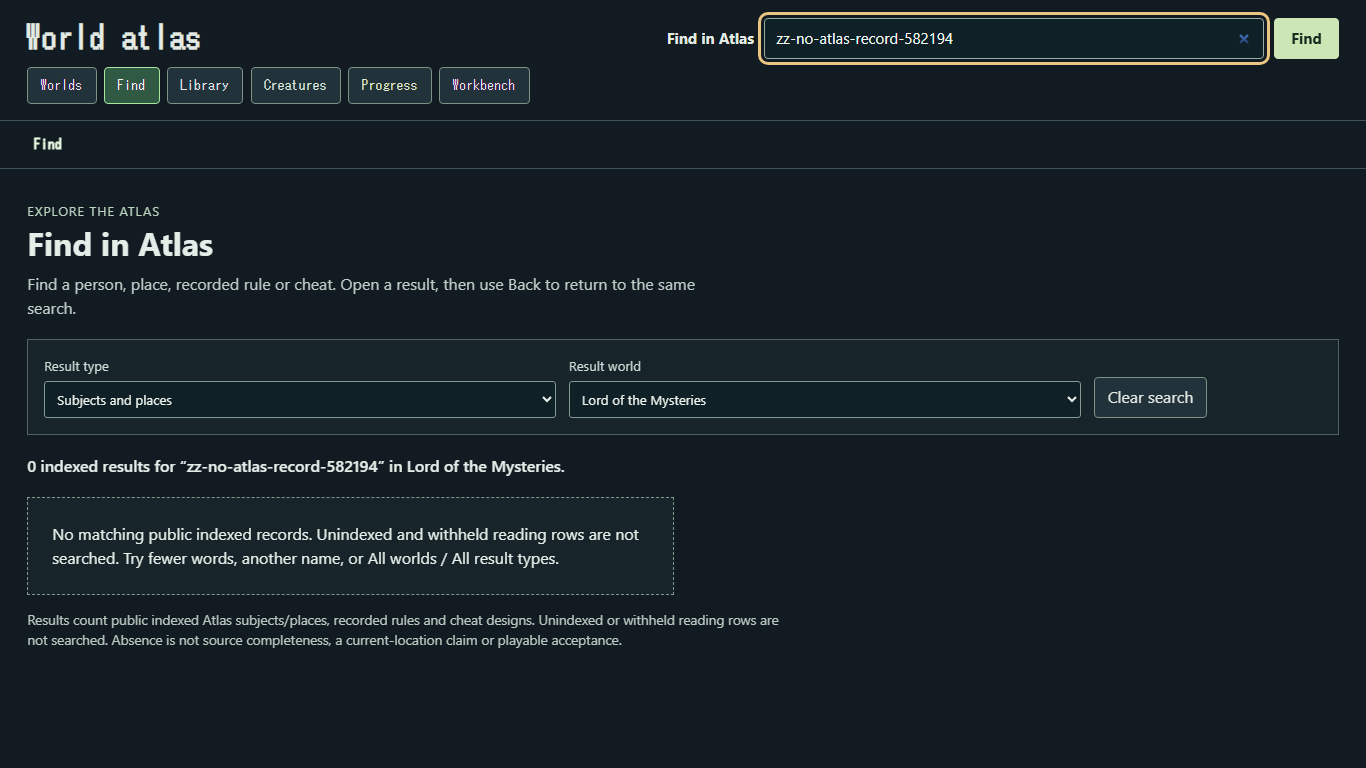 World atlas
Find in Atlas
zz-no-atlas-record-582194
Find
Worlds
Find
Library
Creatures
Progress
Workbench
Find
EXPLORE THE ATLAS
Find in Atlas
Find a person, place, recorded rule or cheat. Open a result, then use Back to return to the same
search.
Result type
Result world
Subjects and places
Lord of the Mysteries
Clear search
0 indexed results for “zz-no-atlas-record-582194” in Lord of the Mysteries.
No matching public indexed records. Unindexed and withheld reading rows are not
searched. Try fewer words, another name, or All worlds / All result types.
Results count public indexed Atlas subjects/places, recorded rules and cheat designs. Unindexed or withheld reading rows are
not searched. Absence is not source completeness, a current-location claim or playable acceptance.